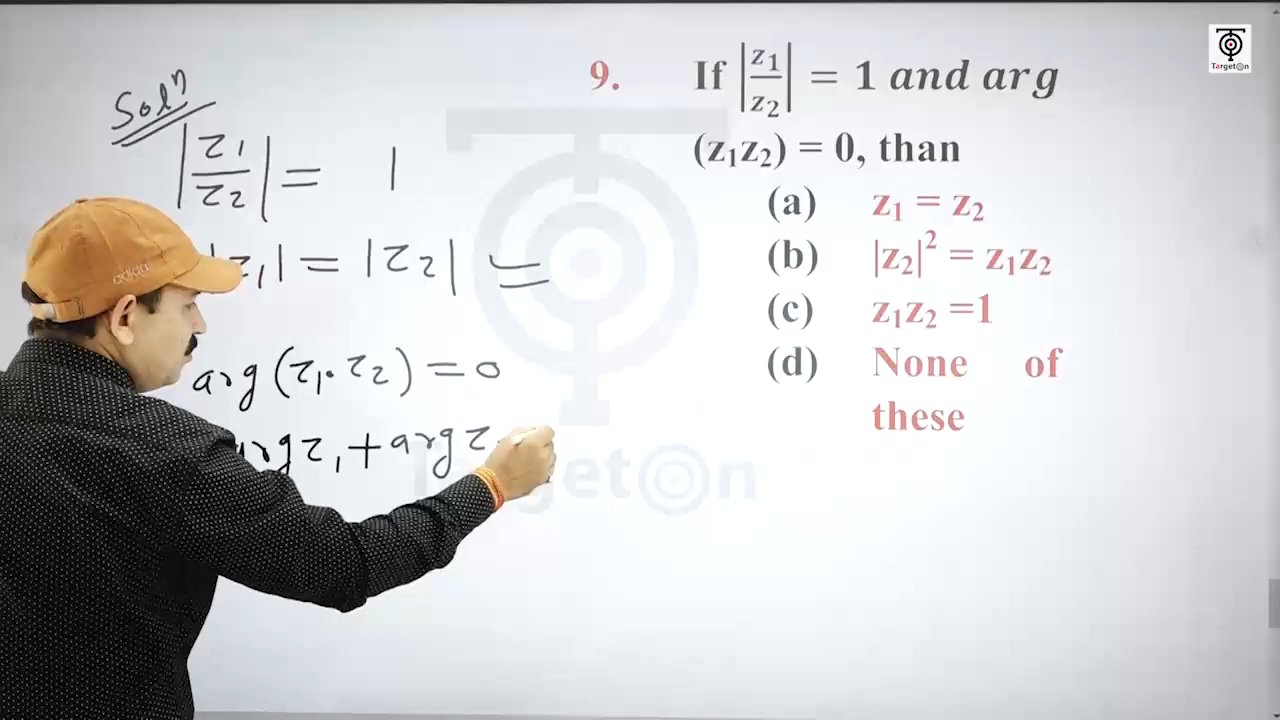 9. If |z₁/z₂| = 1 and arg
(z₁z₂) = 0, than
(a) z₁ = z₂
(b) |z₂|² = z₁z₂
(c) z₁z₂ =1
(d) None of
these
Solⁿ
|z₁/z₂| = 1
z₁| = |z₂| =
arg (z₁·z₂) = 0
arg z₁ + arg z
Target
Target